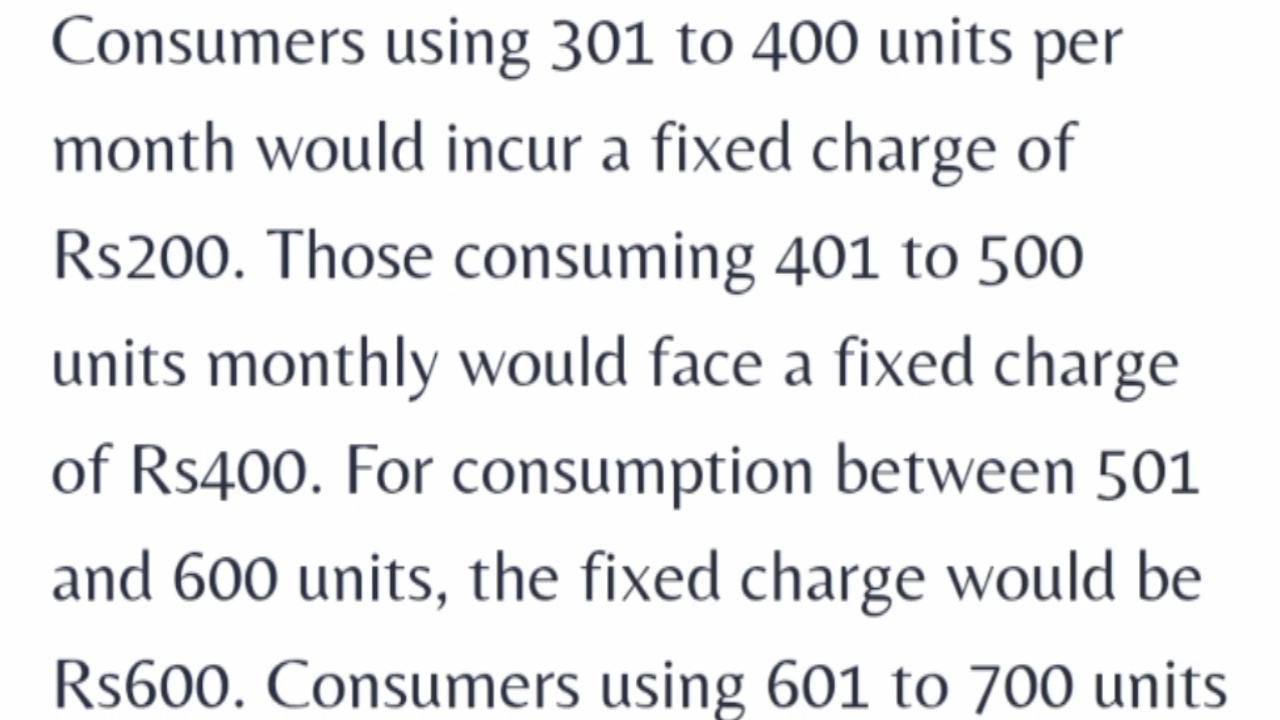 Consumers using 301 to 400 units per
month would incur a fixed charge of
Rs200. Those consuming 401 to 500
units monthly would face a fixed charge
of Rs400. For consumption between 501
and 600 units, the fixed charge would be
Rs600. Consumers using 601 to 700 units